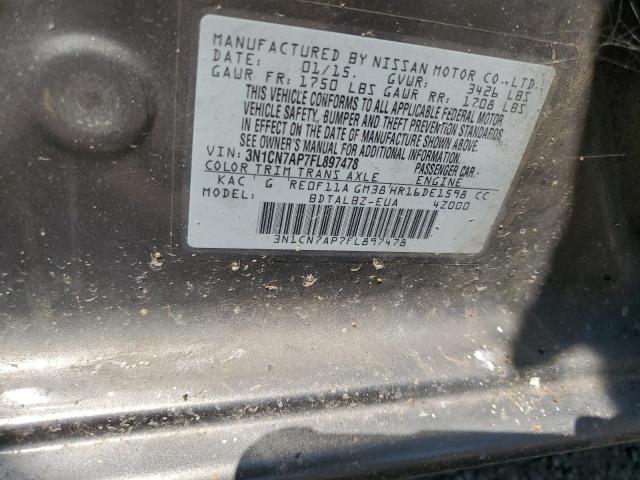 MANUFACTURED BY NISSAN MOTOR CO., LTD.
DATE: 01/15. GVWR: 3426 LBS
GAWR FR: 1750 LBS GAWR RR: 1708 LBS
THIS VEHICLE CONFORMS TO ALL APPLICABLE FEDERAL MOTOR
VEHICLE SAFETY, BUMPER AND THEFT PREVENTION STANDARDS
IN EFFECT ON THE DATE OF MANUFACTURE SHOWN ABOVE.
SEE OWNER'S MANUAL FOR ADDITIONAL INFORMATION.
VIN: 3N1CN7AP7FL897478 PASSENGER CAR
COLOR TRIM TRANS AXLE ENGINE
KAC G RE0F11A GM38 HR16DE1598 CC
MODEL: BDTALBZ-EUA 42000
3N1CN7AP7FL897478